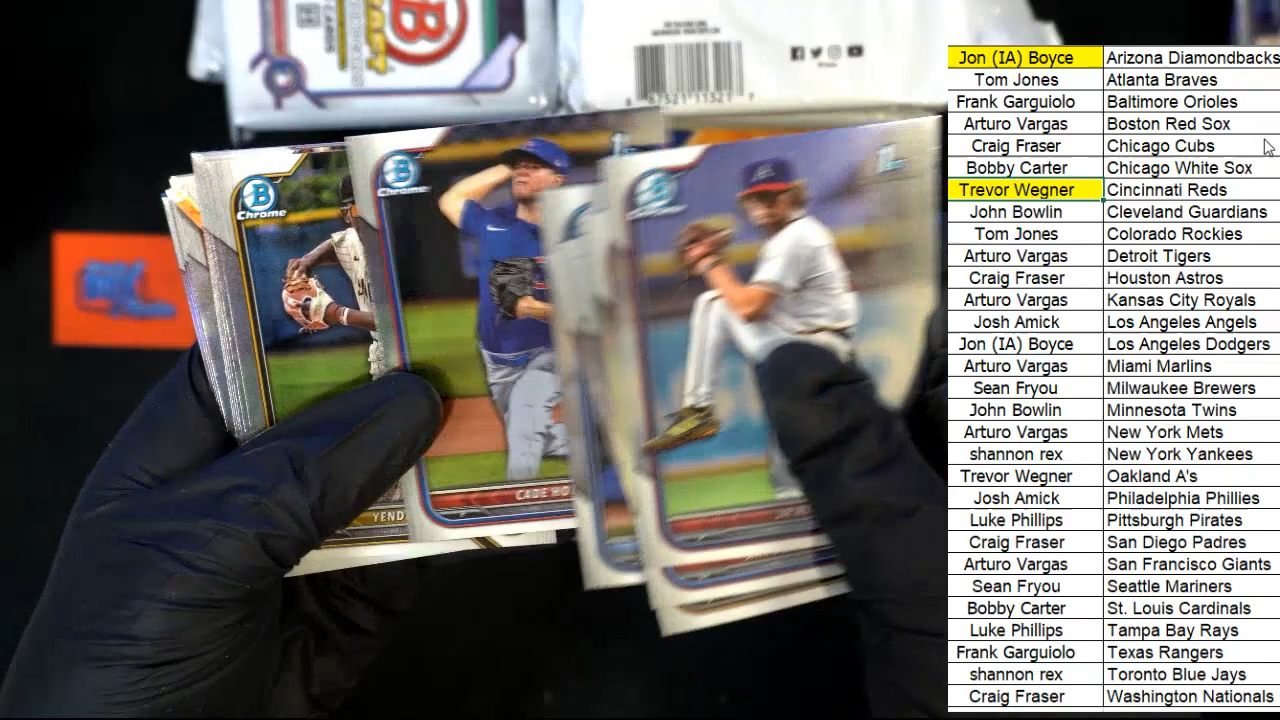 B
B
Chrome
B
Chrome
1st
CADE HO
YEND
Jon (IA) Boyce Arizona Diamondbacks
Tom Jones Atlanta Braves
Frank Garguiolo Baltimore Orioles
Arturo Vargas Boston Red Sox
Craig Fraser Chicago Cubs
Bobby Carter Chicago White Sox
Trevor Wegner Cincinnati Reds
John Bowlin Cleveland Guardians
Tom Jones Colorado Rockies
Arturo Vargas Detroit Tigers
Craig Fraser Houston Astros
Arturo Vargas Kansas City Royals
Josh Amick Los Angeles Angels
Jon (IA) Boyce Los Angeles Dodgers
Arturo Vargas Miami Marlins
Sean Fryou Milwaukee Brewers
John Bowlin Minnesota Twins
Arturo Vargas New York Mets
shannon rex New York Yankees
Trevor Wegner Oakland A's
Josh Amick Philadelphia Phillies
Luke Phillips Pittsburgh Pirates
Craig Fraser San Diego Padres
Arturo Vargas San Francisco Giants
Sean Fryou Seattle Mariners
Bobby Carter St. Louis Cardinals
Luke Phillips Tampa Bay Rays
Frank Garguiolo Texas Rangers
shannon rex Toronto Blue Jays
Craig Fraser Washington Nationals